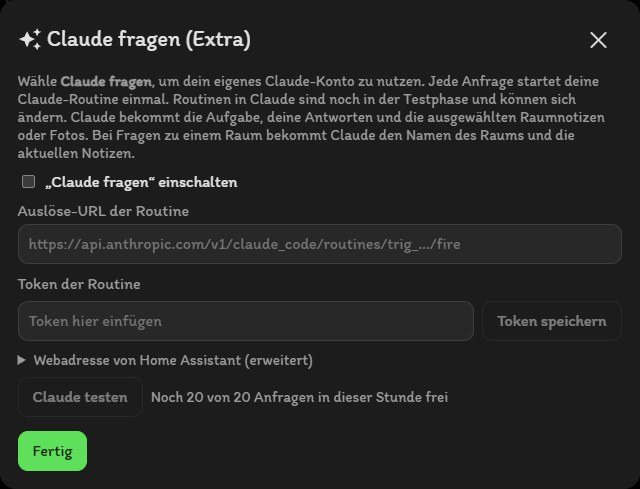 Claude fragen (Extra)
Wähle Claude fragen, um dein eigenes Claude-Konto zu nutzen. Jede Anfrage startet deine
Claude-Routine einmal. Routinen in Claude sind noch in der Testphase und können sich
ändern. Claude bekommt die Aufgabe, deine Antworten und die ausgewählten Raumnotizen
oder Fotos. Bei Fragen zu einem Raum bekommt Claude den Namen des Raums und die
aktuellen Notizen.
„Claude fragen“ einschalten
Auslöse-URL der Routine
https://api.anthropic.com/v1/claude_code/routines/trig_.../fire
Token der Routine
Token hier einfügen
Token speichern
Webadresse von Home Assistant (erweitert)
Claude testen
Noch 20 von 20 Anfragen in dieser Stunde frei
Fertig